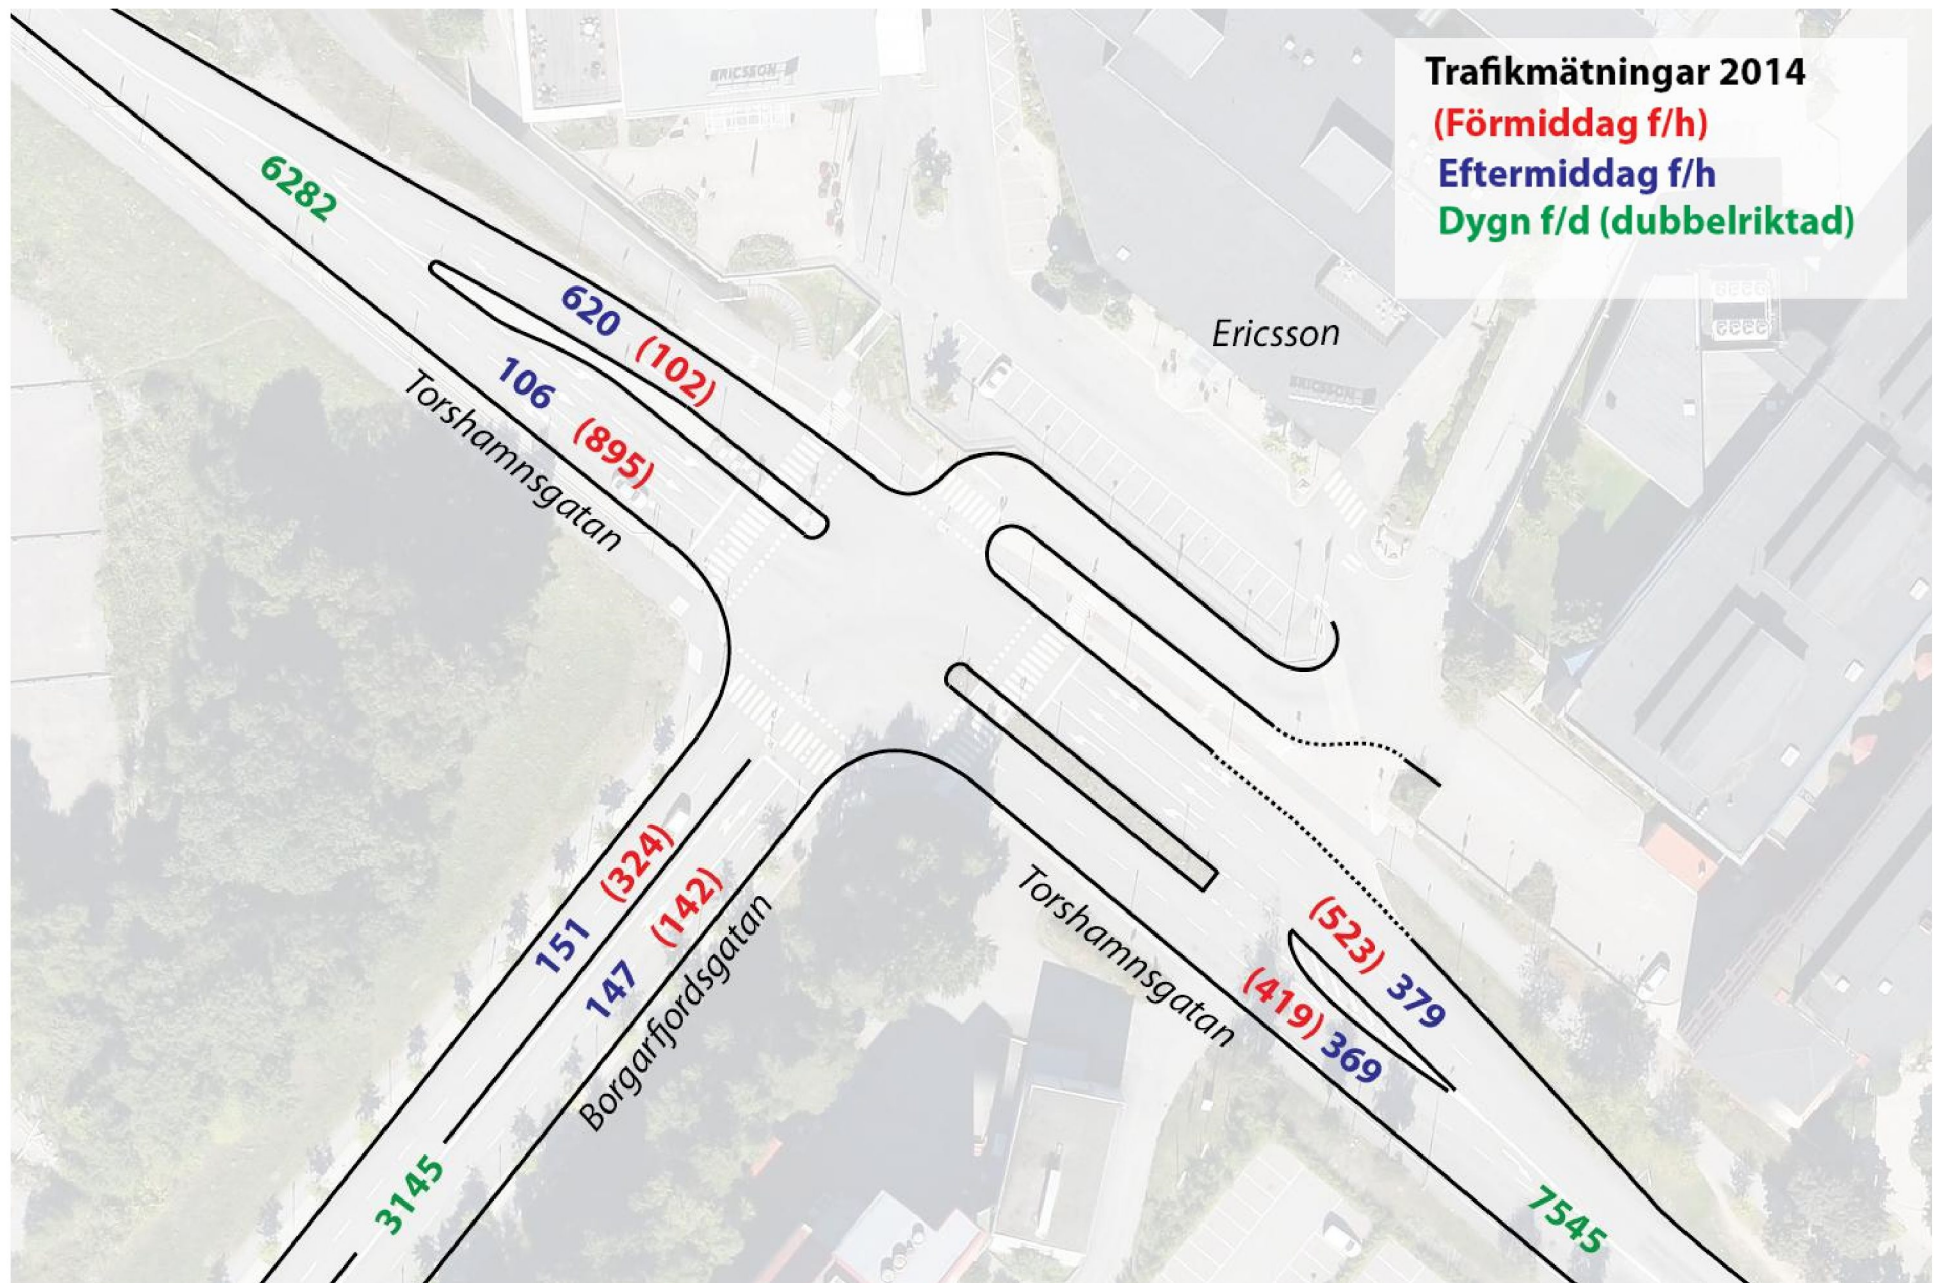 Trafikmätningar 2014
(Förmiddag f/h)
Eftermiddag f/h
Dygn f/d (dubbelriktad)
ERICSSON
6282
620 (102)
106 (895)
Torshamnsgatan
Ericsson
ERICSSON
151 (324)
147 (142)
Borgarfjordsgatan
3145
Torshamnsgatan
(523) 379
(419) 369
7545